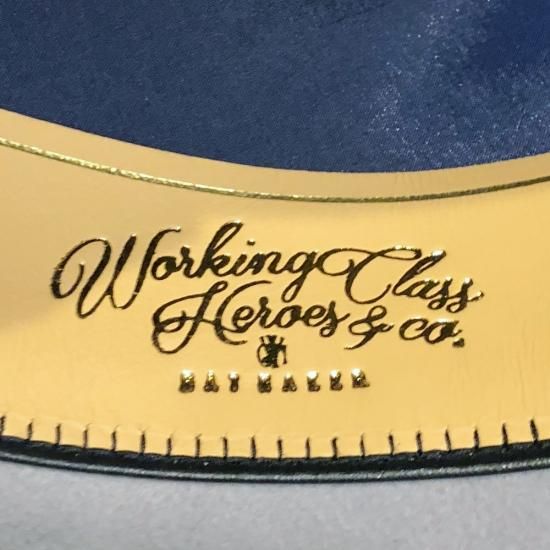 Working Class
Heroes & co.
HAT MAKER